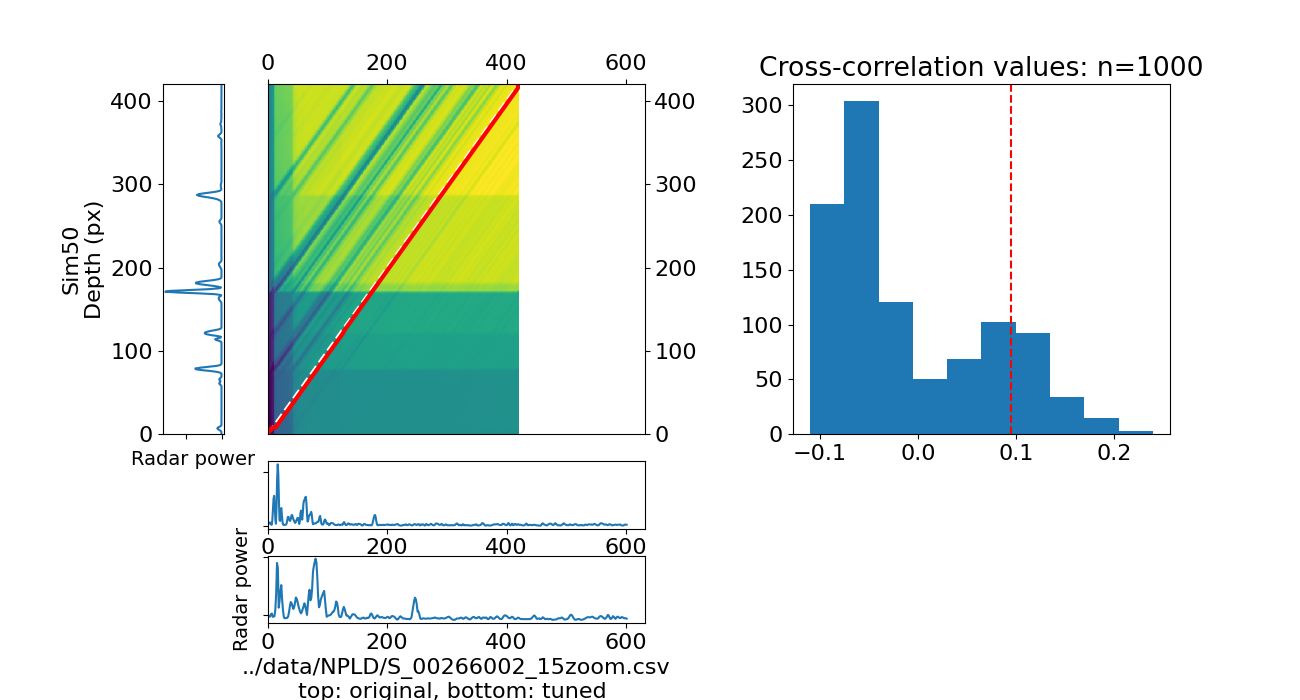 0 200 400 600
Cross-correlation values: n=1000
400
300
200
100
0
Sim50
Depth (px)
Radar power
400
300
200
100
0
300
250
200
150
100
50
0
−0.1 0.0 0.1 0.2
0 200 400 600
Radar power
0 200 400 600
../data/NPLD/S_00266002_15zoom.csv
top: original, bottom: tuned